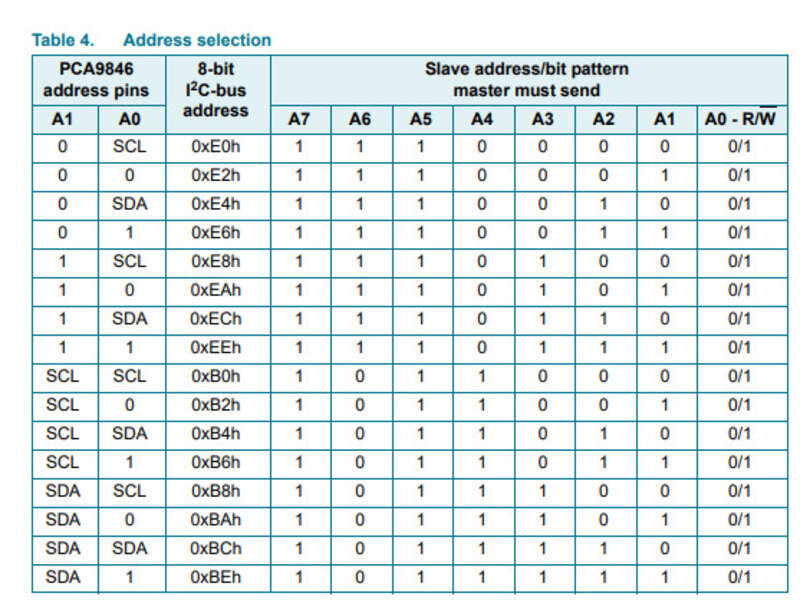 Table 4. Address selection
PCA9846 address pins 8-bit I²C-bus address Slave address/bit pattern master must send
A1 A0 A7 A6 A5 A4 A3 A2 A1 A0 - R/W̅
0 SCL 0xE0h 1 1 1 0 0 0 0 0/1
0 0 0xE2h 1 1 1 0 0 0 1 0/1
0 SDA 0xE4h 1 1 1 0 0 1 0 0/1
0 1 0xE6h 1 1 1 0 0 1 1 0/1
1 SCL 0xE8h 1 1 1 0 1 0 0 0/1
1 0 0xEAh 1 1 1 0 1 0 1 0/1
1 SDA 0xECh 1 1 1 0 1 1 0 0/1
1 1 0xEEh 1 1 1 0 1 1 1 0/1
SCL SCL 0xB0h 1 0 1 1 0 0 0 0/1
SCL 0 0xB2h 1 0 1 1 0 0 1 0/1
SCL SDA 0xB4h 1 0 1 1 0 1 0 0/1
SCL 1 0xB6h 1 0 1 1 0 1 1 0/1
SDA SCL 0xB8h 1 0 1 1 1 0 0 0/1
SDA 0 0xBAh 1 0 1 1 1 0 1 0/1
SDA SDA 0xBCh 1 0 1 1 1 1 0 0/1
SDA 1 0xBEh 1 0 1 1 1 1 1 0/1